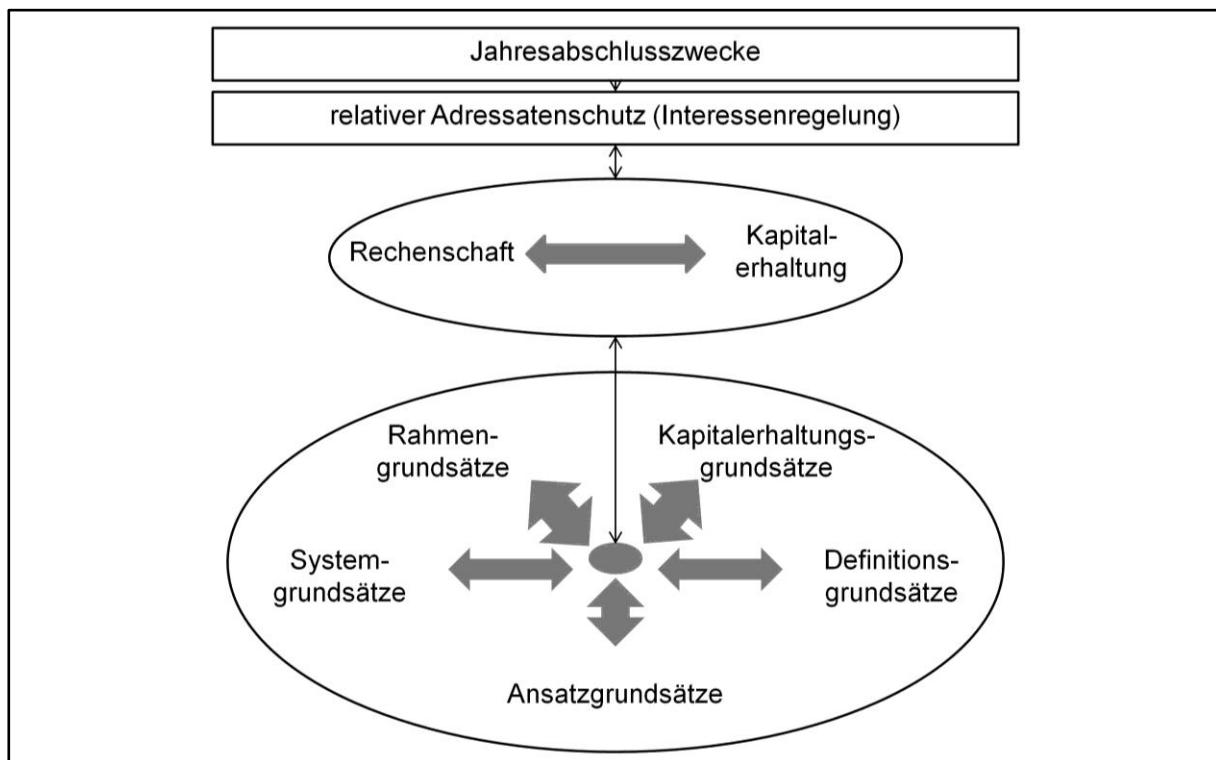 Jahresabschlusszwecke
relativer Adressatenschutz (Interessenregelung)
Rechenschaft
Kapital-
erhaltung
Rahmen-
grundsätze
Kapitalerhaltungs-
grundsätze
System-
grundsätze
Definitions-
grundsätze
Ansatzgrundsätze